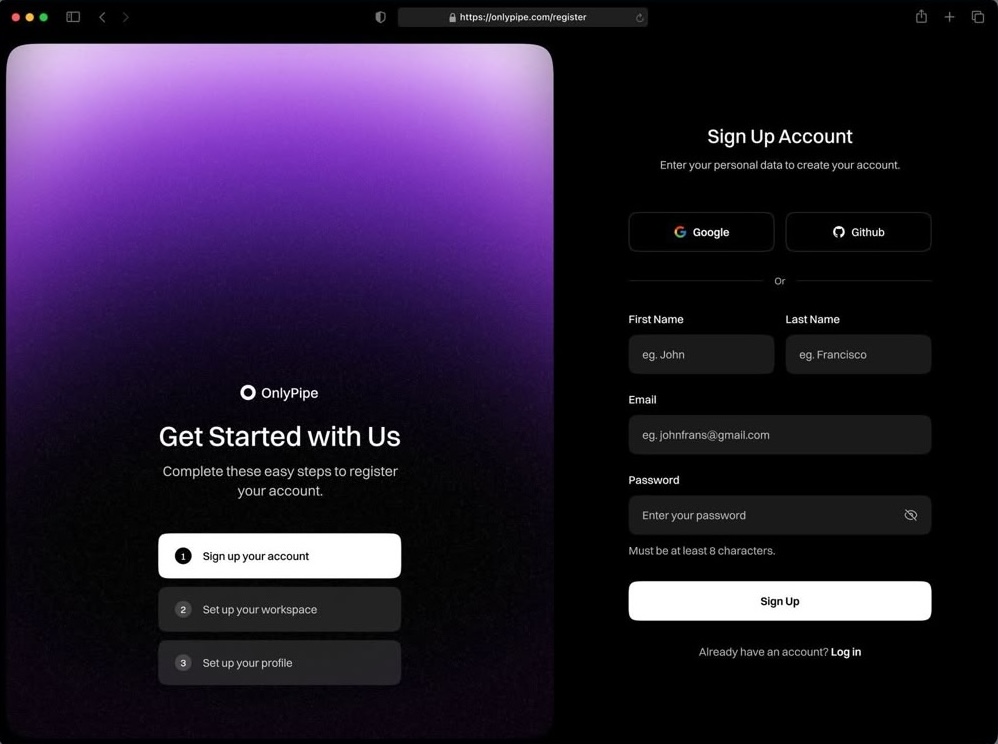 https://onlypipe.com/register
OnlyPipe
Get Started with Us
Complete these easy steps to register
your account.
1 Sign up your account
2 Set up your workspace
3 Set up your profile
Sign Up Account
Enter your personal data to create your account.
Google Github
Or
First Name Last Name
eg. John eg. Francisco
Email
eg. johnfrans@gmail.com
Password
Enter your password
Must be at least 8 characters.
Sign Up
Already have an account? Log in